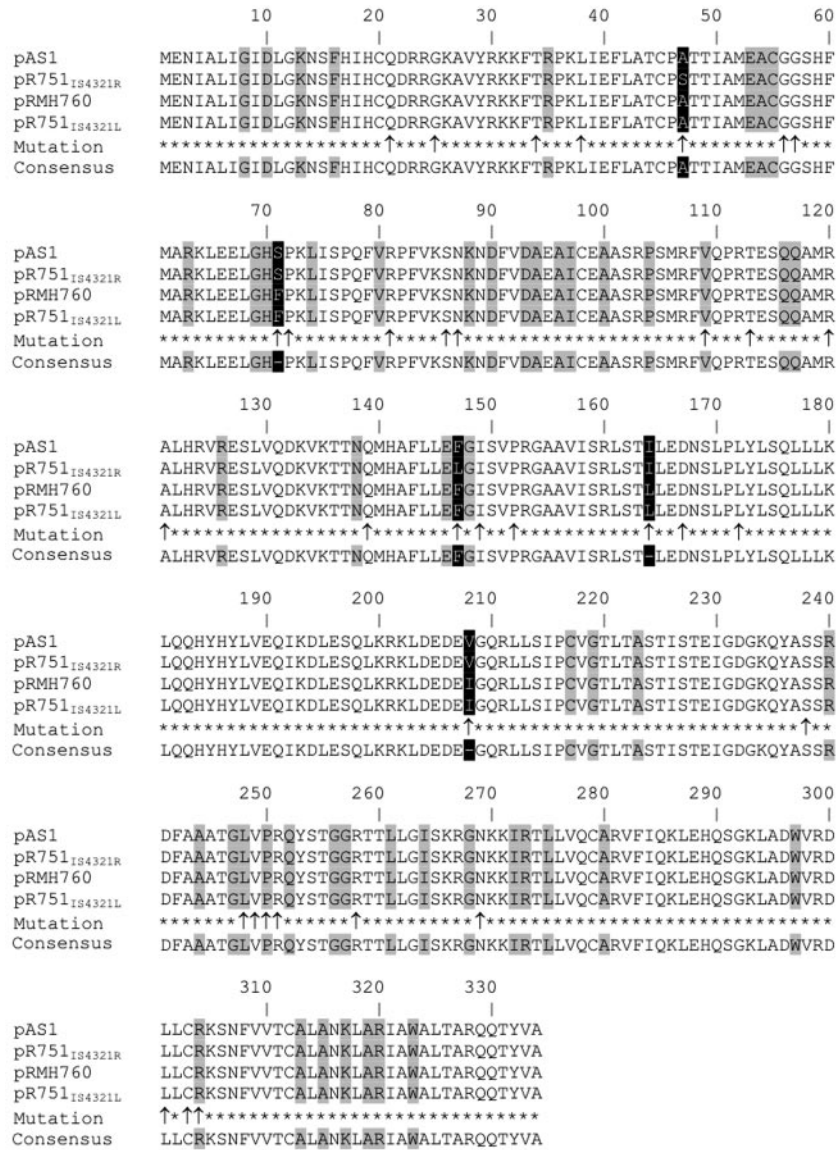 10 20 30 40 50 60
pAS1 MENIALIGIDLGKNSFHIHCQDRRGKAVYRKKFTRPKLIEFLATCPATTIAMEACGGSHF
pR751IS4321R MENIALIGIDLGKNSFHIHCQDRRGKAVYRKKFTRPKLIEFLATCPSTTIAMEACGGSHF
pRMH760 MENIALIGIDLGKNSFHIHCQDRRGKAVYRKKFTRPKLIEFLATCPATTIAMEACGGSHF
pR751IS4321L MENIALIGIDLGKNSFHIHCQDRRGKAVYRKKFTRPKLIEFLATCPATTIAMEACGGSHF
Mutation ********************↑***↑********↑***↑********↑********↑↑***
Consensus MENIALIGIDLGKNSFHIHCQDRRGKAVYRKKFTRPKLIEFLATCPATTIAMEACGGSHF
70 80 90 100 110 120
pAS1 MARKLEELGHSPKLISPQFVRPFVKSNKNDFVDAEAICEAASRPSMRFVQPRTESQQAMR
pR751IS4321R MARKLEELGHSPKLISPQFVRPFVKSNKNDFVDAEAICEAASRPSMRFVQPRTESQQAMR
pRMH760 MARKLEELGHFPKLISPQFVRPFVKSNKNDFVDAEAICEAASRPSMRFVQPRTESQQAMR
pR751IS4321L MARKLEELGHFPKLISPQFVRPFVKSNKNDFVDAEAICEAASRPSMRFVQPRTESQQAMR
Mutation **********↑↑********↑****↑↑*********************↑***↑******↑
Consensus MARKLEELGH-PKLISPQFVRPFVKSNKNDFVDAEAICEAASRPSMRFVQPRTESQQAMR
130 140 150 160 170 180
pAS1 ALHRVRESLVQDKVKTTNQMHAFLLEFGISVPRGAAVISRLSTILEDNSLPLYLSQLLLK
pR751IS4321R ALHRVRESLVQDKVKTTNQMHAFLLELGISVPRGAAVISRLSTILEDNSLPLYLSQLLLK
pRMH760 ALHRVRESLVQDKVKTTNQMHAFLLEFGISVPRGAAVISRLSTLLEDNSLPLYLSQLLLK
pR751IS4321L ALHRVRESLVQDKVKTTNQMHAFLLEFGISVPRGAAVISRLSTLLEDNSLPLYLSQLLLK
Mutation ↑*****************↑*******↑*↑**↑***********↑**↑****↑********
Consensus ALHRVRESLVQDKVKTTNQMHAFLLEFGISVPRGAAVISRLST-LEDNSLPLYLSQLLLK
190 200 210 220 230 240
pAS1 LQQHYHYLVEQIKDLESQLKRKLDEDEVGQRLLSIPCVGTLTASTISTEIGDGKQYASSR
pR751IS4321R LQQHYHYLVEQIKDLESQLKRKLDEDEVGQRLLSIPCVGTLTASTISTEIGDGKQYASSR
pRMH760 LQQHYHYLVEQIKDLESQLKRKLDEDEIGQRLLSIPCVGTLTASTISTEIGDGKQYASSR
pR751IS4321L LQQHYHYLVEQIKDLESQLKRKLDEDEIGQRLLSIPCVGTLTASTISTEIGDGKQYASSR
Mutation ***************************↑*****************************↑**
Consensus LQQHYHYLVEQIKDLESQLKRKLDEDE-GQRLLSIPCVGTLTASTISTEIGDGKQYASSR
250 260 270 280 290 300
pAS1 DFAAATGLVPRQYSTGGRTTLLGISKRGNKKIRTLLVQCARVFIQKLEHQSGKLADWVRD
pR751IS4321R DFAAATGLVPRQYSTGGRTTLLGISKRGNKKIRTLLVQCARVFIQKLEHQSGKLADWVRD
pRMH760 DFAAATGLVPRQYSTGGRTTLLGISKRGNKKIRTLLVQCARVFIQKLEHQSGKLADWVRD
pR751IS4321L DFAAATGLVPRQYSTGGRTTLLGISKRGNKKIRTLLVQCARVFIQKLEHQSGKLADWVRD
Mutation *******↑↑↑↑******↑**********↑*******************************
Consensus DFAAATGLVPRQYSTGGRTTLLGISKRGNKKIRTLLVQCARVFIQKLEHQSGKLADWVRD
310 320 330
pAS1 LLCRKSNFVVTCALANKLARIAWALTARQQTYVA
pR751IS4321R LLCRKSNFVVTCALANKLARIAWALTARQQTYVA
pRMH760 LLCRKSNFVVTCALANKLARIAWALTARQQTYVA
pR751IS4321L LLCRKSNFVVTCALANKLARIAWALTARQQTYVA
Mutation ↑*↑↑******************************
Consensus LLCRKSNFVVTCALANKLARIAWALTARQQTYVA